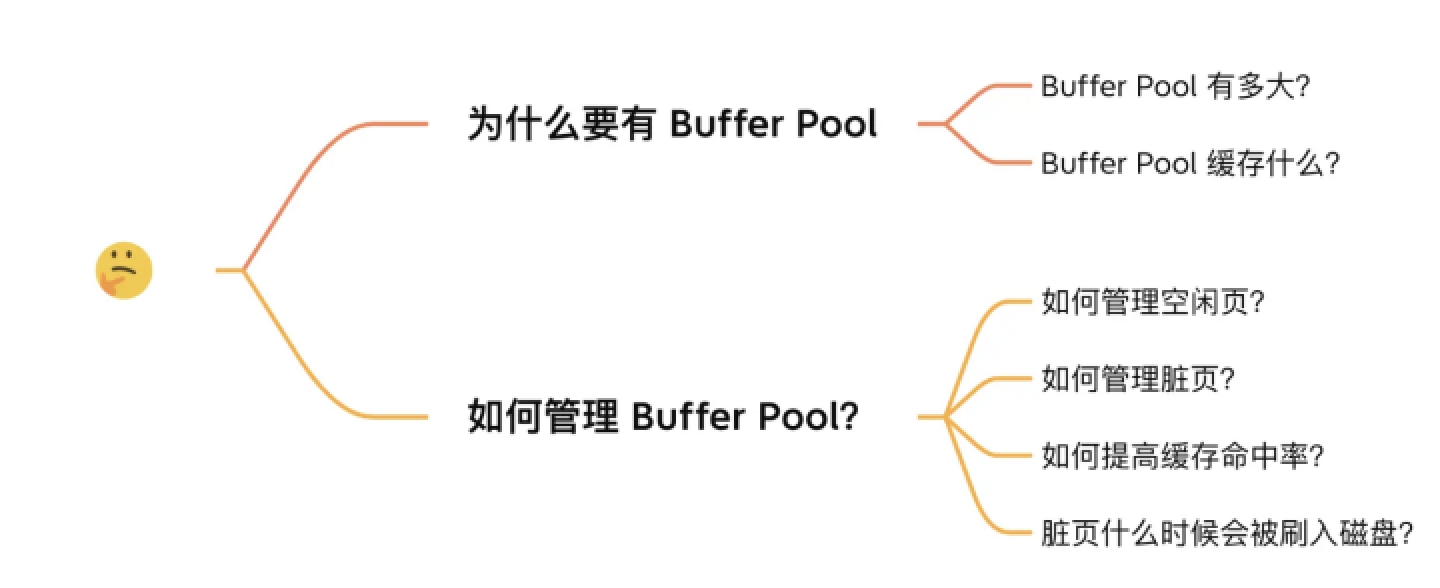 为什么要有 Buffer Pool
Buffer Pool 有多大?
Buffer Pool 缓存什么?
如何管理 Buffer Pool?
如何管理空闲页?
如何管理脏页?
如何提高缓存命中率?
脏页什么时候会被刷入磁盘?